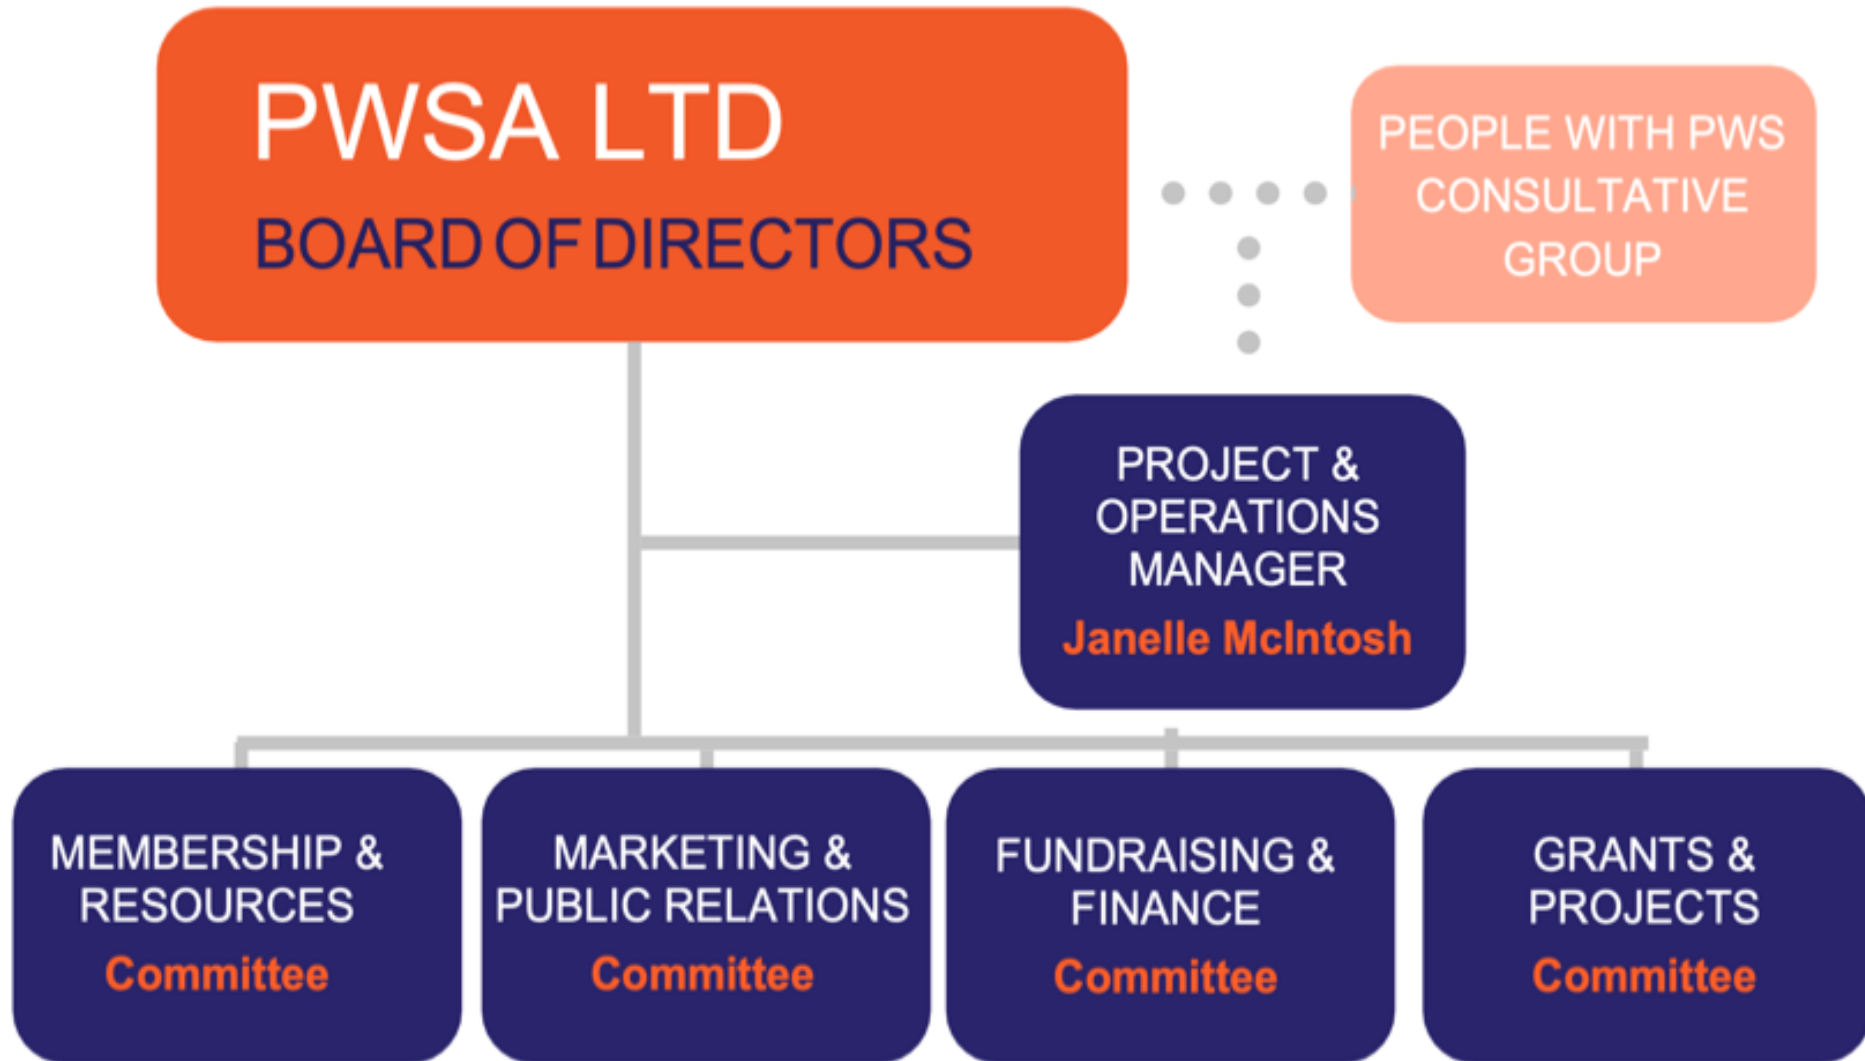 PWSA LTD
BOARD OF DIRECTORS
PEOPLE WITH PWS
CONSULTATIVE
GROUP
PROJECT &
OPERATIONS
MANAGER
Janelle McIntosh
MEMBERSHIP &
RESOURCES
Committee
MARKETING &
PUBLIC RELATIONS
Committee
FUNDRAISING &
FINANCE
Committee
GRANTS &
PROJECTS
Committee